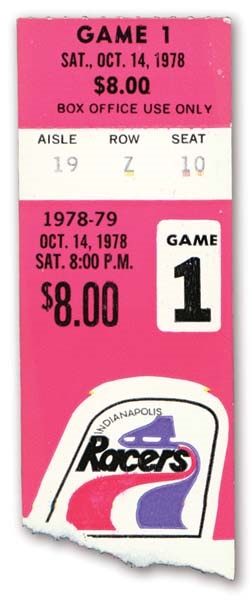 GAME 1
SAT., OCT. 14, 1978
$8.00
BOX OFFICE USE ONLY
AISLE ROW SEAT
19 Z 10
1978-79
OCT. 14, 1978
SAT. 8:00 P.M.
$8.00
GAME
1
INDIANAPOLIS
Racers